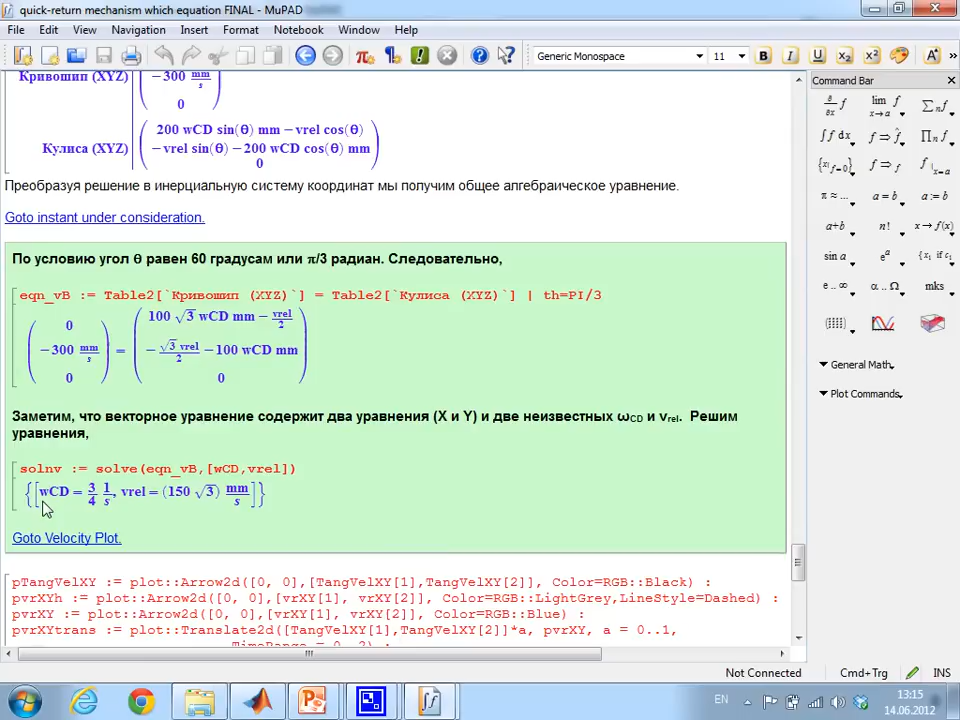 quick-return mechanism which equation FINAL - MuPAD
File Edit View Navigation Insert Format Notebook Window Help
Generic Monospace 11 B I U
Command Bar
Кривошип (XYZ)
-300 mm/s
0
Кулиса (XYZ)
200 wCD sin(θ) mm - vrel cos(θ)
-vrel sin(θ) - 200 wCD cos(θ) mm
0
Преобразуя решение в инерциальную систему координат мы получим общее алгебраическое уравнение.
Goto instant under consideration.
По условию угол θ равен 60 градусам или π/3 радиан. Следовательно,
eqn_vB := Table2[`Кривошип (XYZ)`] = Table2[`Кулиса (XYZ)`] | th=PI/3
0
-300 mm/s
0
=
100 √3 wCD mm - vrel/2
-√3 vrel/2 - 100 wCD mm
0
Заметим, что векторное уравнение содержит два уравнения (X и Y) и две неизвестных ωCD и vrel. Решим
уравнения,
solnv := solve(eqn_vB,[wCD,vrel])
{[wCD = 3/4 1/s, vrel = (150 √3) mm/s]}
Goto Velocity Plot.
pTangVelXY := plot::Arrow2d([0, 0],[TangVelXY[1],TangVelXY[2]], Color=RGB::Black) :
pvrXYh := plot::Arrow2d([0, 0],[vrXY[1], vrXY[2]], Color=RGB::LightGrey,LineStyle=Dashed) :
pvrXY := plot::Arrow2d([0, 0],[vrXY[1], vrXY[2]], Color=RGB::Blue) :
pvrXYtrans := plot::Translate2d([TangVelXY[1],TangVelXY[2]]*a, pvrXY, a = 0..1,
TimeRange = 0..2) :
General Math
Plot Commands
Not Connected Cmd+Trg INS
EN
13:15
14.06.2012